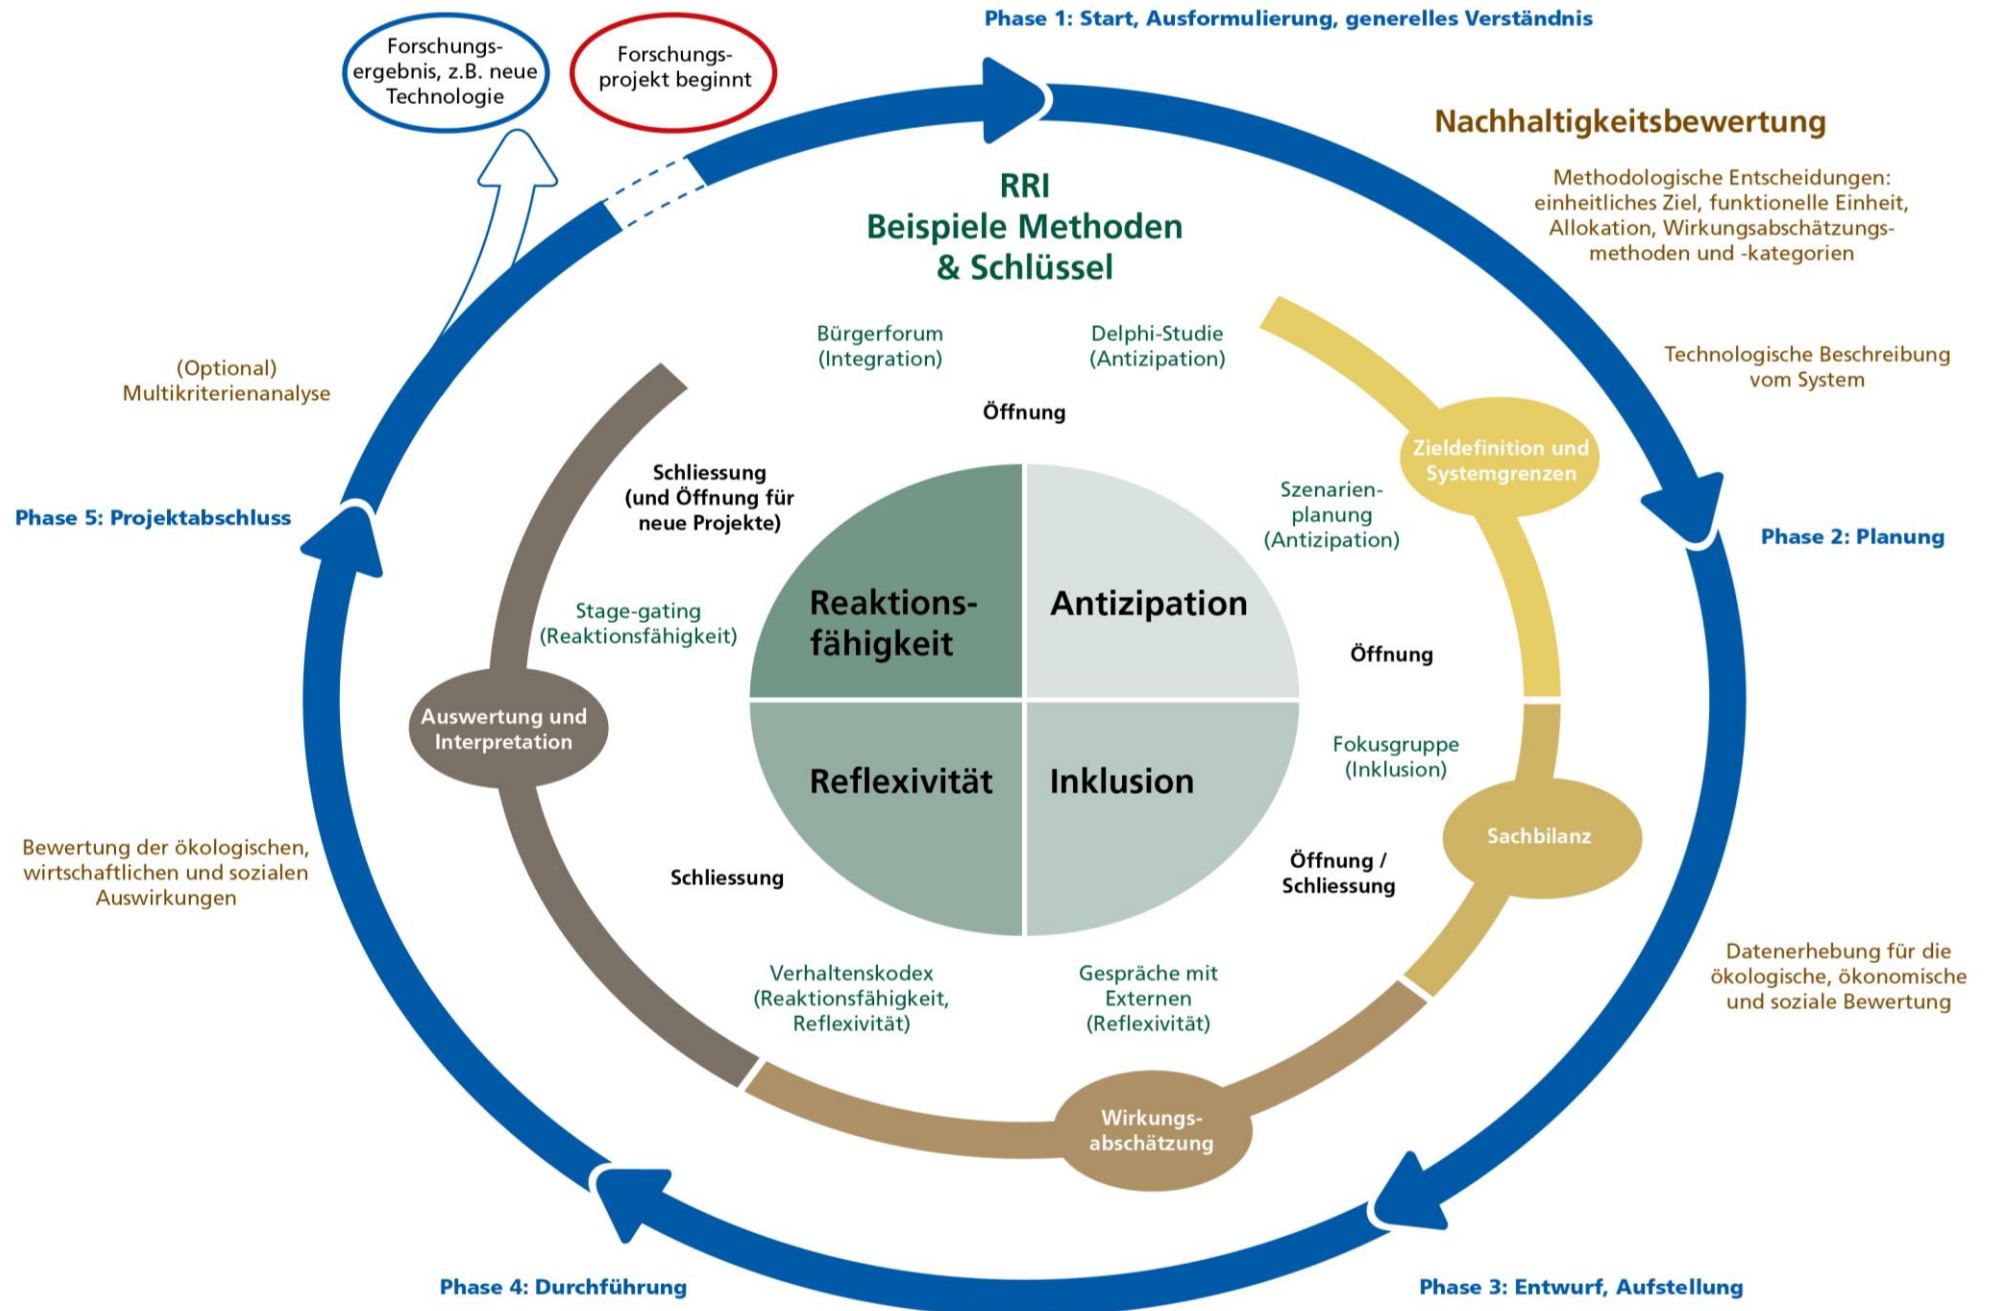 Phase 1: Start, Ausformulierung, generelles Verständnis
Forschungs-
ergebnis, z.B. neue
Technologie
Forschungs-
projekt beginnt
Nachhaltigkeitsbewertung
Methodologische Entscheidungen:
einheitliches Ziel, funktionelle Einheit,
Allokation, Wirkungsabschätzungs-
methoden und -kategorien
RRI
Beispiele Methoden
& Schlüssel
Bürgerforum
(Integration)
Delphi-Studie
(Antizipation)
Technologische Beschreibung
vom System
(Optional)
Multikriterienanalyse
Öffnung
Zieldefinition und
Systemgrenzen
Schliessung
(und Öffnung für
neue Projekte)
Szenarien-
planung
(Antizipation)
Phase 5: Projektabschluss
Phase 2: Planung
Reaktions-
fähigkeit
Antizipation
Stage-gating
(Reaktionsfähigkeit)
Öffnung
Auswertung und
Interpretation
Fokusgruppe
(Inklusion)
Reflexivität
Inklusion
Sachbilanz
Bewertung der ökologischen,
wirtschaftlichen und sozialen
Auswirkungen
Schliessung
Öffnung /
Schliessung
Datenerhebung für die
ökologische, ökonomische
und soziale Bewertung
Verhaltenskodex
(Reaktionsfähigkeit,
Reflexivität)
Gespräche mit
Externen
(Reflexivität)
Wirkungs-
abschätzung
Phase 4: Durchführung
Phase 3: Entwurf, Aufstellung